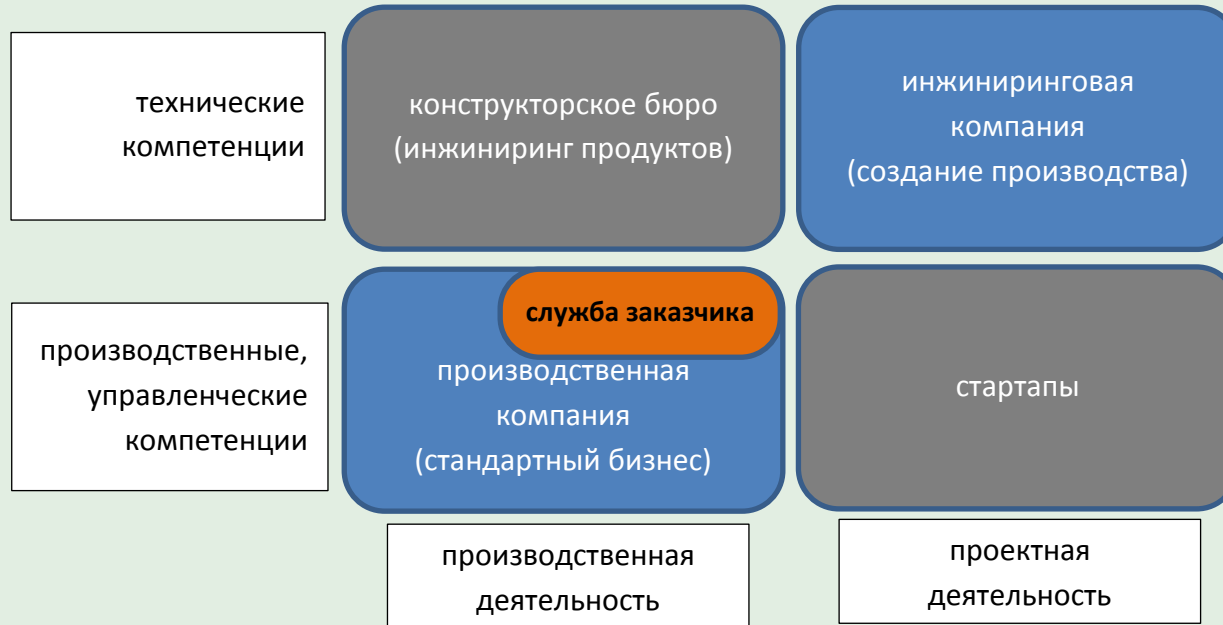 технические
компетенции
конструкторское бюро
(инжиниринг продуктов)
инжиниринговая
компания
(создание производства)
производственные,
управленческие
компетенции
служба заказчика
производственная
компания
(стандартный бизнес)
стартапы
производственная
деятельность
проектная
деятельность